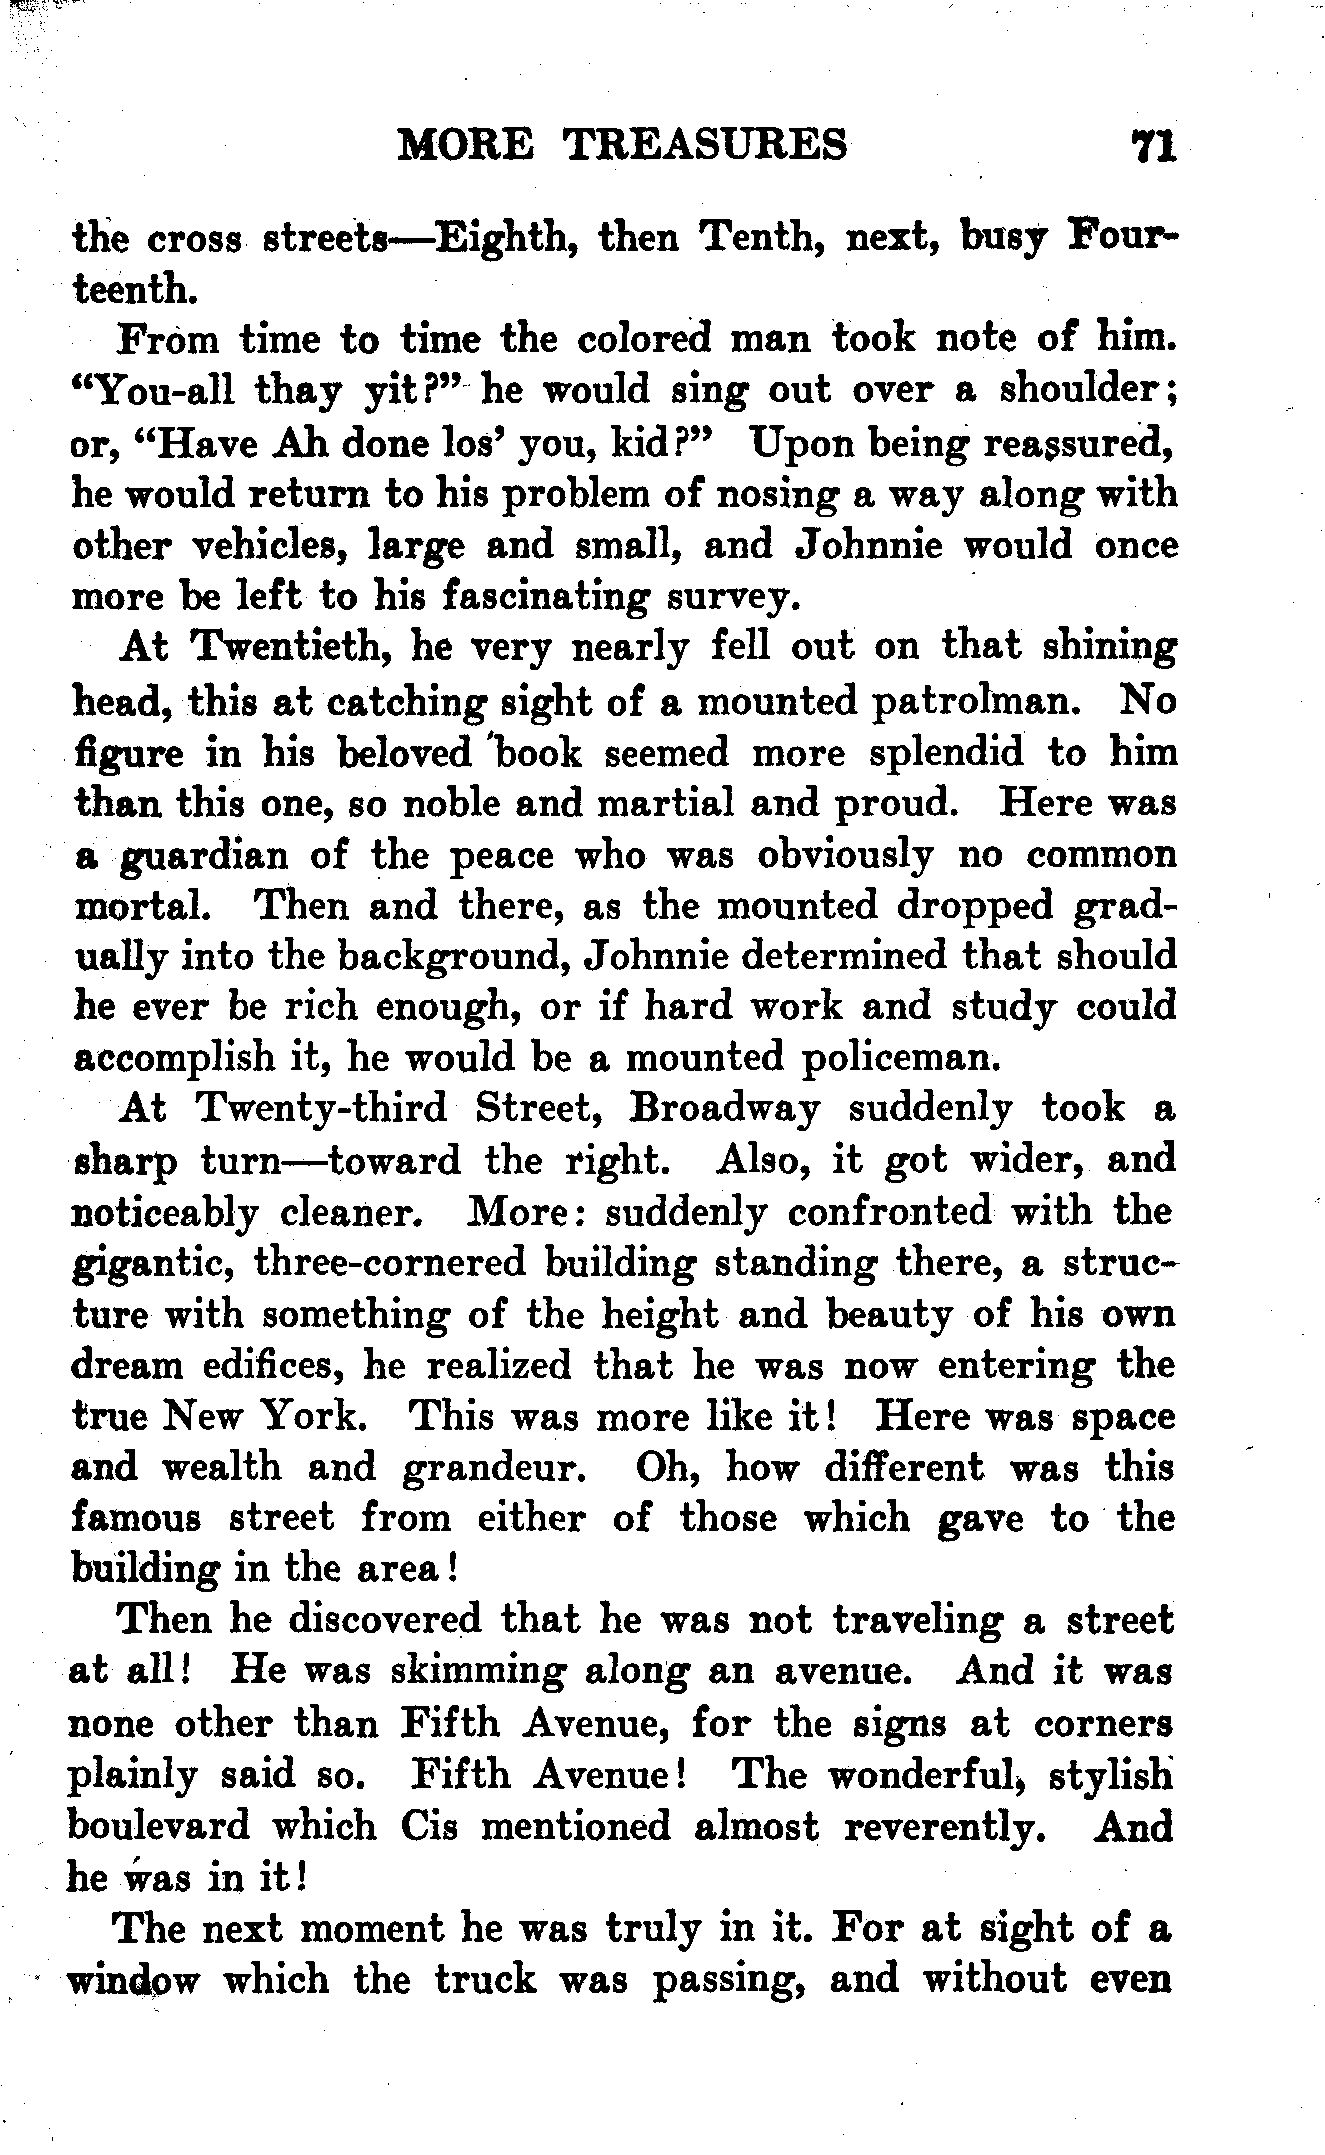 MORE TREASURES 71
the cross streets—Eighth, then Tenth, next, busy Four-
teenth.
From time to time the colored man took note of him.
“You-all thay yit?” he would sing out over a shoulder;
or, “Have Ah done los’ you, kid?” Upon being reassured,
he would return to his problem of nosing a way along with
other vehicles, large and small, and Johnnie would once
more be left to his fascinating survey.
At Twentieth, he very nearly fell out on that shining
head, this at catching sight of a mounted patrolman. No
figure in his beloved book seemed more splendid to him
than this one, so noble and martial and proud. Here was
a guardian of the peace who was obviously no common
mortal. Then and there, as the mounted dropped grad-
ually into the background, Johnnie determined that should
he ever be rich enough, or if hard work and study could
accomplish it, he would be a mounted policeman.
At Twenty-third Street, Broadway suddenly took a
sharp turn—toward the right. Also, it got wider, and
noticeably cleaner. More: suddenly confronted with the
gigantic, three-cornered building standing there, a struc-
ture with something of the height and beauty of his own
dream edifices, he realized that he was now entering the
true New York. This was more like it! Here was space
and wealth and grandeur. Oh, how different was this
famous street from either of those which gave to the
building in the area!
Then he discovered that he was not traveling a street
at all! He was skimming along an avenue. And it was
none other than Fifth Avenue, for the signs at corners
plainly said so. Fifth Avenue! The wonderful, stylish
boulevard which Cis mentioned almost reverently. And
he was in it!
The next moment he was truly in it. For at sight of a
window which the truck was passing, and without even